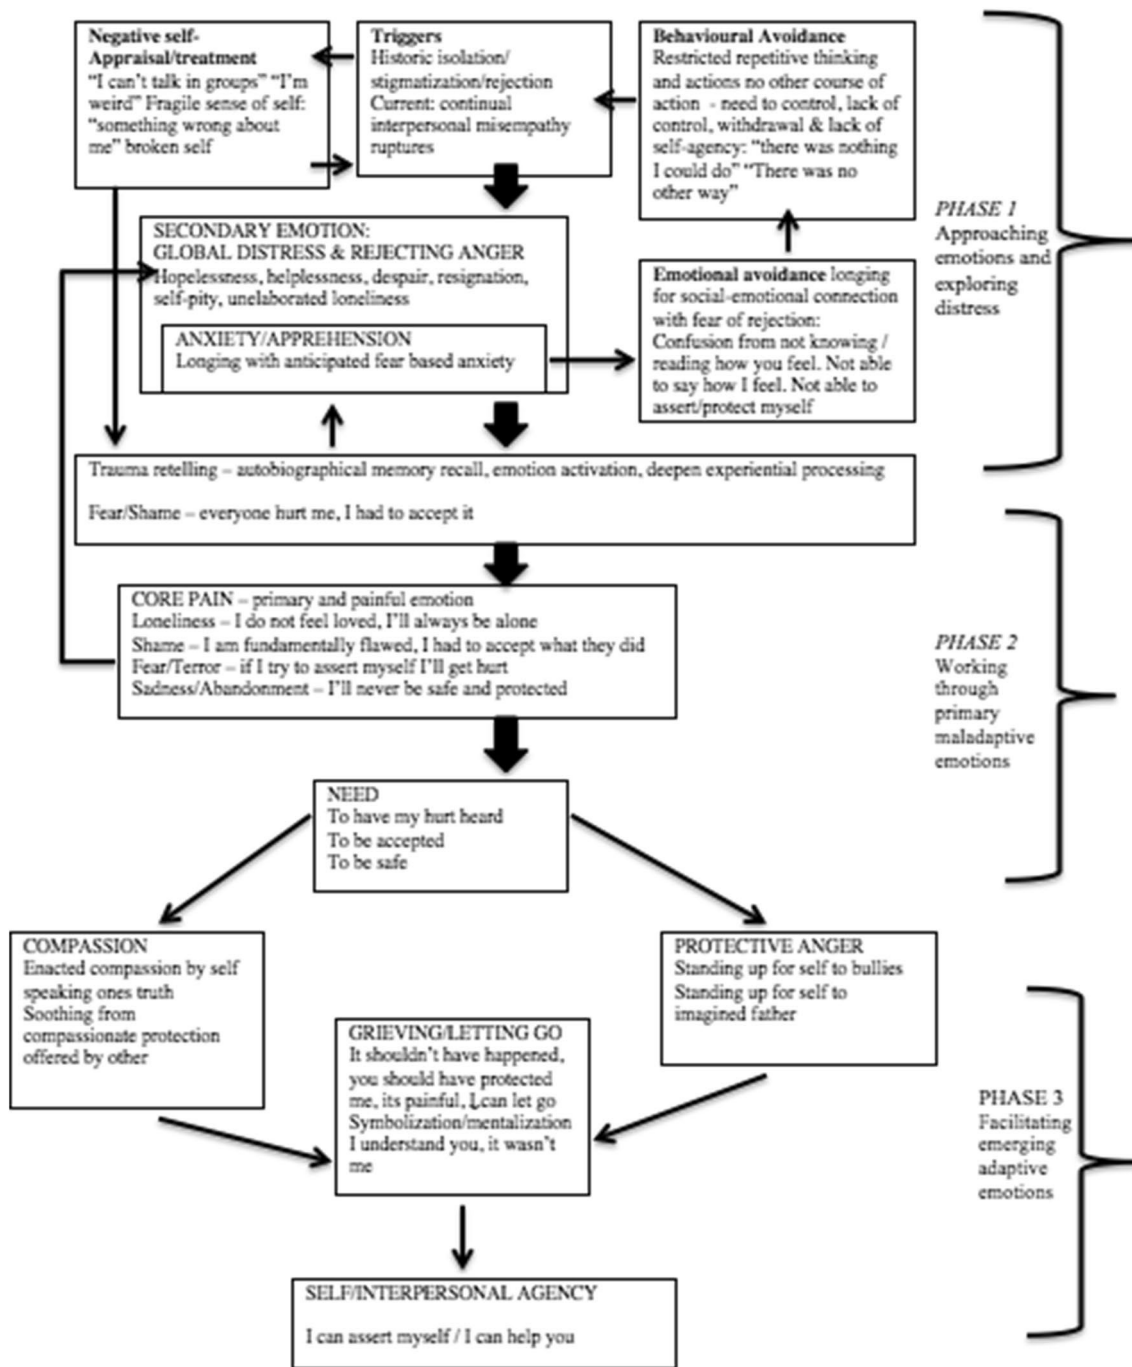 Negative self-
Appraisal/treatment
“I can’t talk in groups” “I’m
weird” Fragile sense of self:
“something wrong about
me” broken self
Triggers
Historic isolation/
stigmatization/rejection
Current: continual
interpersonal misempathy
ruptures
Behavioural Avoidance
Restricted repetitive thinking
and actions no other course of
action - need to control, lack of
control, withdrawal & lack of
self-agency: “there was nothing
I could do” “There was no
other way”
SECONDARY EMOTION:
GLOBAL DISTRESS & REJECTING ANGER
Hopelessness, helplessness, despair, resignation,
self-pity, unelaborated loneliness
ANXIETY/APPREHENSION
Longing with anticipated fear based anxiety
Emotional avoidance longing
for social-emotional connection
with fear of rejection:
Confusion from not knowing /
reading how you feel. Not able
to say how I feel. Not able to
assert/protect myself
PHASE 1
Approaching
emotions and
exploring
distress
Trauma retelling – autobiographical memory recall, emotion activation, deepen experiential processing
Fear/Shame – everyone hurt me, I had to accept it
CORE PAIN – primary and painful emotion
Loneliness – I do not feel loved, I’ll always be alone
Shame – I am fundamentally flawed, I had to accept what they did
Fear/Terror – if I try to assert myself I’ll get hurt
Sadness/Abandonment – I’ll never be safe and protected
PHASE 2
Working
through
primary
maladaptive
emotions
NEED
To have my hurt heard
To be accepted
To be safe
COMPASSION
Enacted compassion by self
speaking ones truth
Soothing from
compassionate protection
offered by other
PROTECTIVE ANGER
Standing up for self to bullies
Standing up for self to
imagined father
GRIEVING/LETTING GO
It shouldn’t have happened,
you should have protected
me, its painful, I can let go
Symbolization/mentalization
I understand you, it wasn’t
me
PHASE 3
Facilitating
emerging
adaptive
emotions
SELF/INTERPERSONAL AGENCY
I can assert myself / I can help you